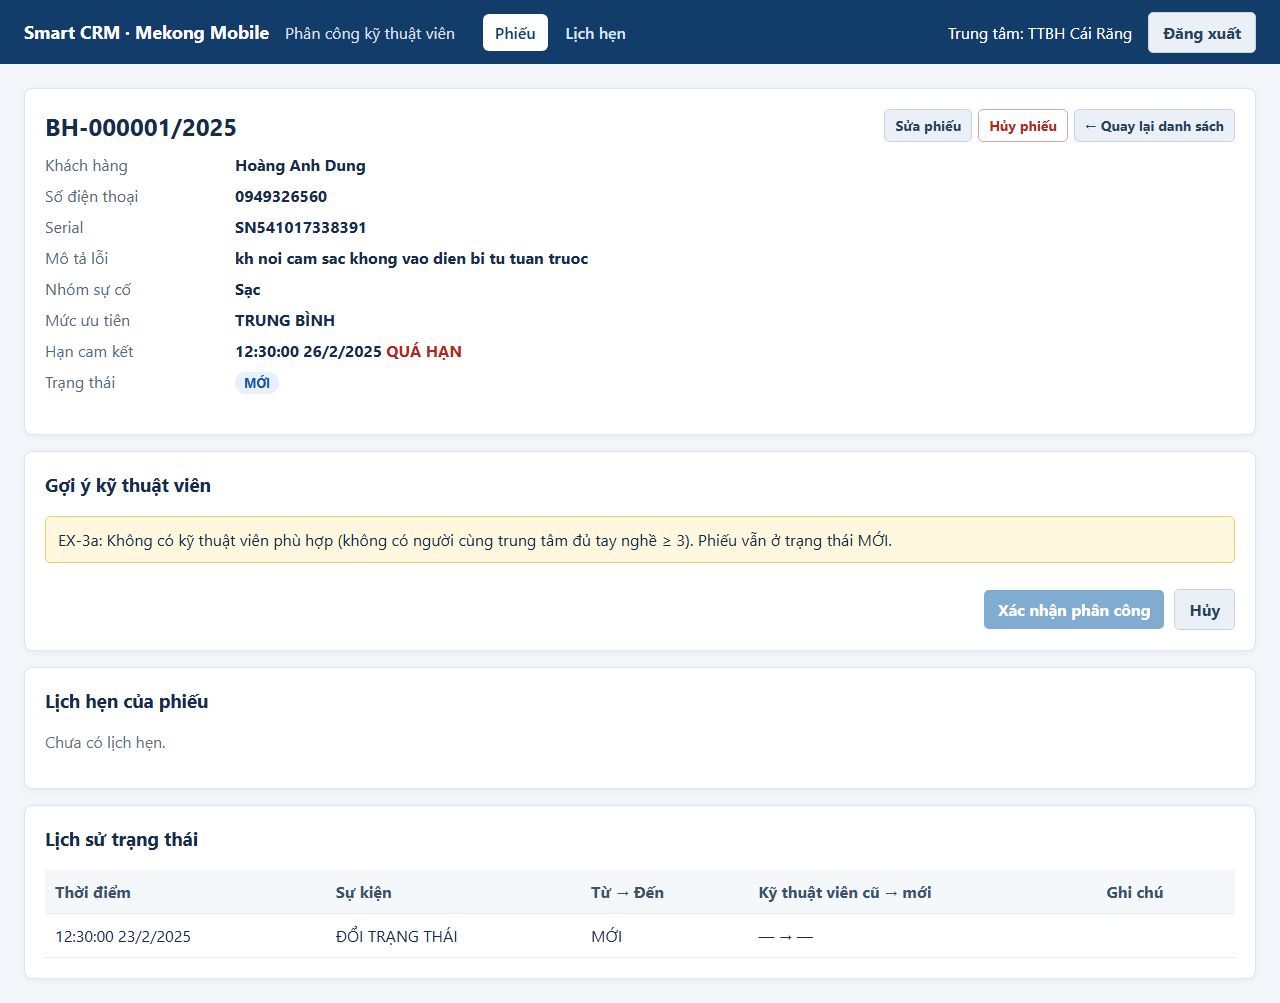 Smart CRM · Mekong Mobile Phân công kỹ thuật viên Phiếu Lịch hẹn Trung tâm: TTBH Cái Răng Đăng xuất
BH-000001/2025 Sửa phiếu Hủy phiếu ← Quay lại danh sách
Khách hàng Hoàng Anh Dung
Số điện thoại 0949326560
Serial SN541017338391
Mô tả lỗi kh noi cam sac khong vao dien bi tu tuan truoc
Nhóm sự cố Sạc
Mức ưu tiên TRUNG BÌNH
Hạn cam kết 12:30:00 26/2/2025 QUÁ HẠN
Trạng thái MỚI
Gợi ý kỹ thuật viên
EX-3a: Không có kỹ thuật viên phù hợp (không có người cùng trung tâm đủ tay nghề ≥ 3). Phiếu vẫn ở trạng thái MỚI.
Xác nhận phân công Hủy
Lịch hẹn của phiếu
Chưa có lịch hẹn.
Lịch sử trạng thái
Thời điểm Sự kiện Từ → Đến Kỹ thuật viên cũ → mới Ghi chú
12:30:00 23/2/2025 ĐỔI TRẠNG THÁI MỚI — → —